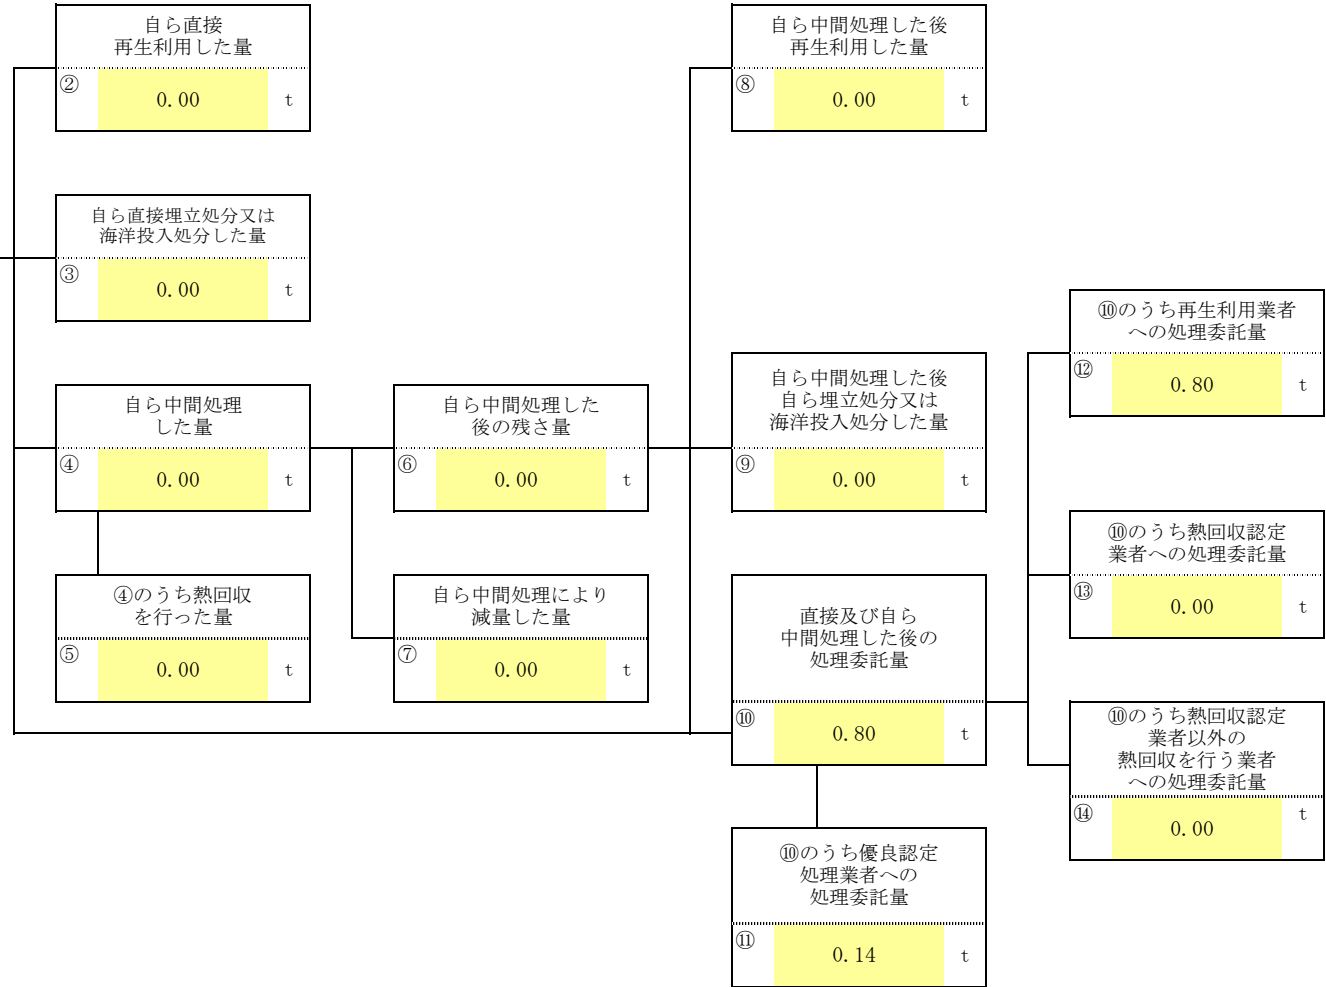 自ら直接
再生利用した量
② 0.00 t
自ら中間処理した後
再生利用した量
⑧ 0.00 t
自ら直接埋立処分又は
海洋投入処分した量
③ 0.00 t
⑩のうち再生利用業者
への処理委託量
⑫ 0.80 t
自ら中間処理
した量
④ 0.00 t
自ら中間処理した
後の残さ量
⑥ 0.00 t
自ら中間処理した後
自ら埋立処分又は
海洋投入処分した量
⑨ 0.00 t
⑩のうち熱回収認定
業者への処理委託量
⑬ 0.00 t
④のうち熱回収
を行った量
⑤ 0.00 t
自ら中間処理により
減量した量
⑦ 0.00 t
直接及び自ら
中間処理した後の
処理委託量
⑩ 0.80 t
⑩のうち熱回収認定
業者以外の
熱回収を行う業者
への処理委託量
⑭ 0.00 t
⑩のうち優良認定
処理業者への
処理委託量
⑪ 0.14 t